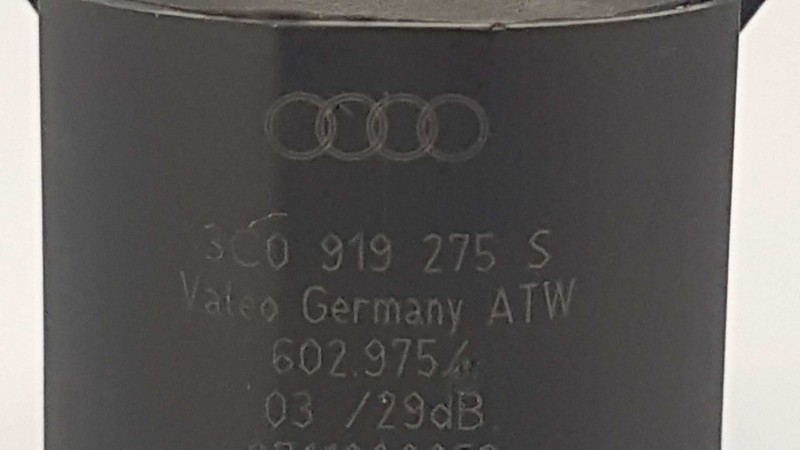 3C0 919 275 S
Valeo Germany ATW
602.975/
03 /29dB